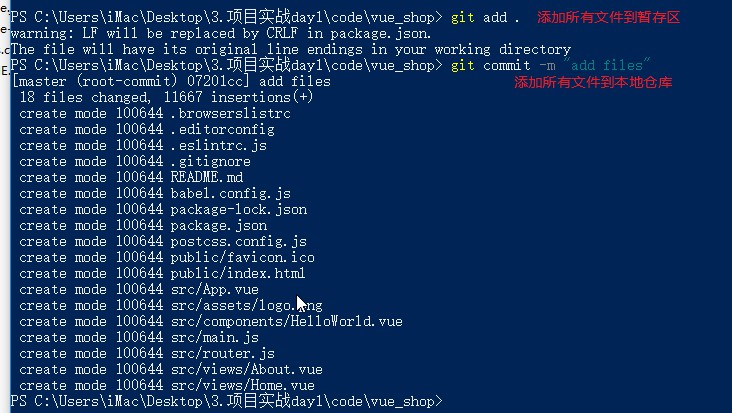 PS C:\Users\iMac\Desktop\3.项目实战day1\code\vue_shop> git add . 添加所有文件到暂存区
warning: LF will be replaced by CRLF in package.json.
The file will have its original line endings in your working directory
PS C:\Users\iMac\Desktop\3.项目实战day1\code\vue_shop> git commit -m "add files"
[master (root-commit) 07201cc] add files 添加所有文件到本地仓库
18 files changed, 11667 insertions(+)
create mode 100644 .browserslistrc
create mode 100644 .editorconfig
create mode 100644 .eslintrc.js
create mode 100644 .gitignore
create mode 100644 README.md
create mode 100644 babel.config.js
create mode 100644 package-lock.json
create mode 100644 package.json
create mode 100644 postcss.config.js
create mode 100644 public/favicon.ico
create mode 100644 public/index.html
create mode 100644 src/App.vue
create mode 100644 src/assets/logo.png
create mode 100644 src/components/HelloWorld.vue
create mode 100644 src/main.js
create mode 100644 src/router.js
create mode 100644 src/views/About.vue
create mode 100644 src/views/Home.vue
PS C:\Users\iMac\Desktop\3.项目实战day1\code\vue_shop>